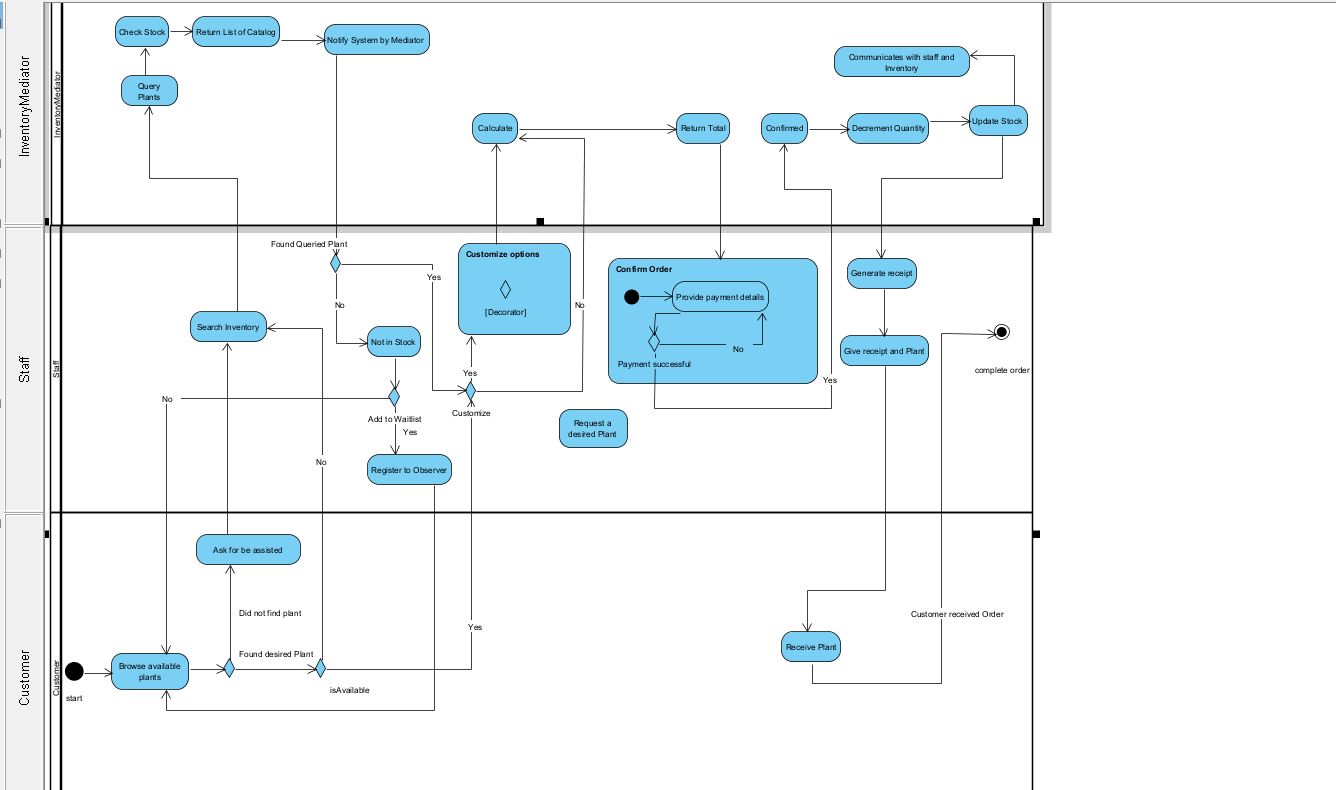 InventoryMediator
InventoryMediator
Check Stock
Return List of Catalog
Notify System by Mediator
Query
Plants
Communicates with staff and
Inventory
Calculate
Return Total
Confirmed
Decrement Quantity
Update Stock
Staff
Staff
Found Queried Plant
Yes
No
Customize options
[Decorator]
No
Confirm Order
Provide payment details
No
Payment successful
Yes
Generate receipt
Give receipt and Plant
complete order
Search Inventory
Not in Stock
No
Add to Waitlist
Yes
Yes
Customize
Request a
desired Plant
Register to Observer
No
Customer
Customer
Ask for be assisted
Did not find plant
Found desired Plant
Browse available
plants
start
isAvailable
Yes
Customer received Order
Receive Plant